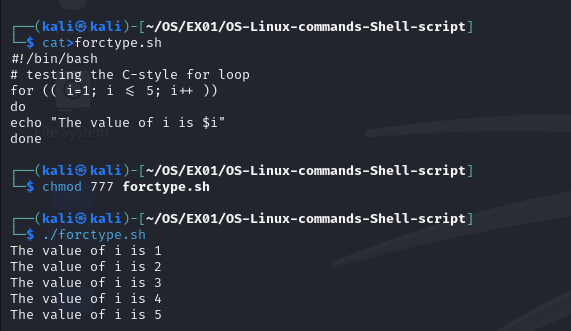 ┌──(kali㉿kali)-[~/OS/EX01/OS-Linux-commands-Shell-script]
└─$ cat>forctype.sh
#!/bin/bash
# testing the C-style for loop
for (( i=1; i <= 5; i++ ))
do
echo "The value of i is $i"
done
┌──(kali㉿kali)-[~/OS/EX01/OS-Linux-commands-Shell-script]
└─$ chmod 777 forctype.sh
┌──(kali㉿kali)-[~/OS/EX01/OS-Linux-commands-Shell-script]
└─$ ./forctype.sh
The value of i is 1
The value of i is 2
The value of i is 3
The value of i is 4
The value of i is 5
File System